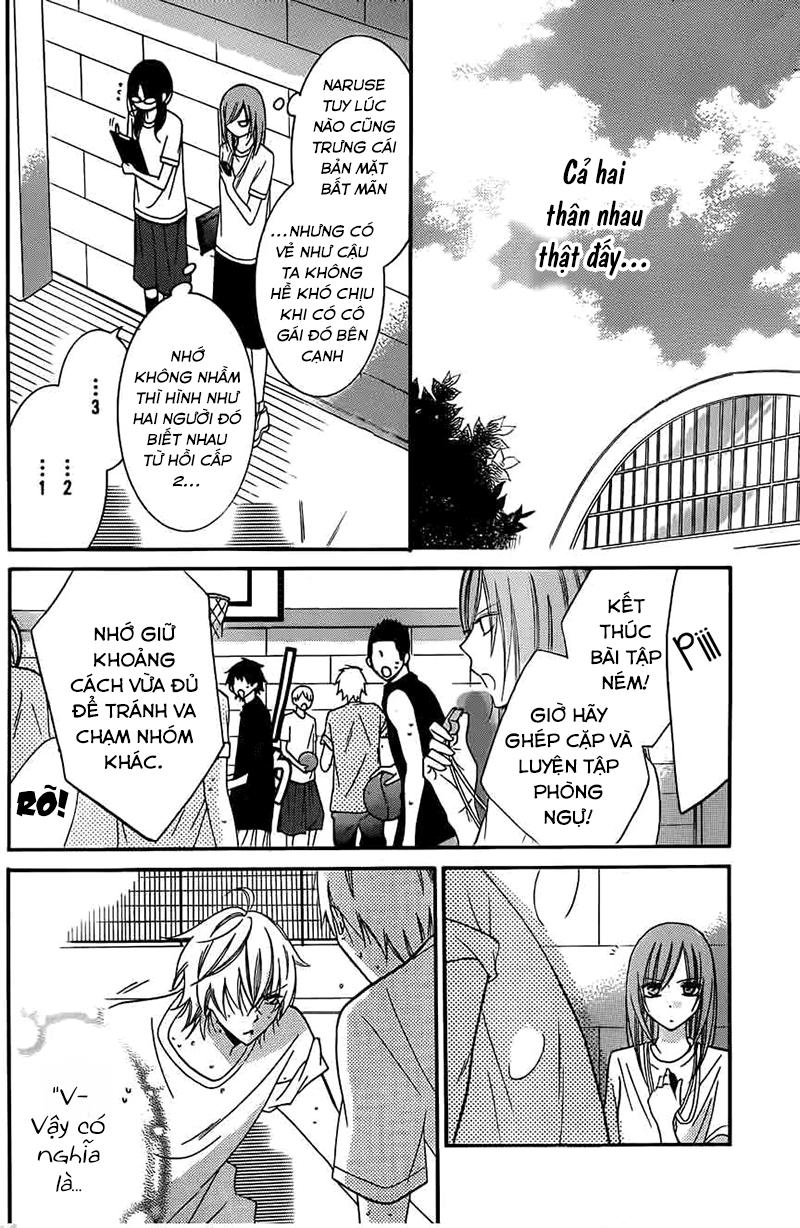 Cả hai
thân nhau
thật đấy...
NARUSE
TUY LÚC
NÀO CŨNG
TRƯNG CÁI
BẢN MẶT
BẤT MÃN
...NHƯNG CÓ
VẺ NHƯ CẬU
TA KHÔNG
HỀ KHÓ CHỊU
KHI CÓ CÔ
GÁI ĐÓ BÊN
CẠNH
NHỚ
KHÔNG NHẦM
THÌ HÌNH NHƯ
HAI NGƯỜI ĐÓ
BIẾT NHAU
TỪ HỒI CẤP
2...
...3
...2
...1
Piii
KẾT
THÚC
BÀI TẬP
NÉM!
GIỜ HÃY
GHÉP CẶP VÀ
LUYỆN TẬP
PHÒNG
NGỰ!
NHỚ GIỮ
KHOẢNG
CÁCH VỪA ĐỦ
ĐỂ TRÁNH VA
CHẠM NHÓM
KHÁC.
RÕ!
"V-
Vậy có
nghĩa
là...